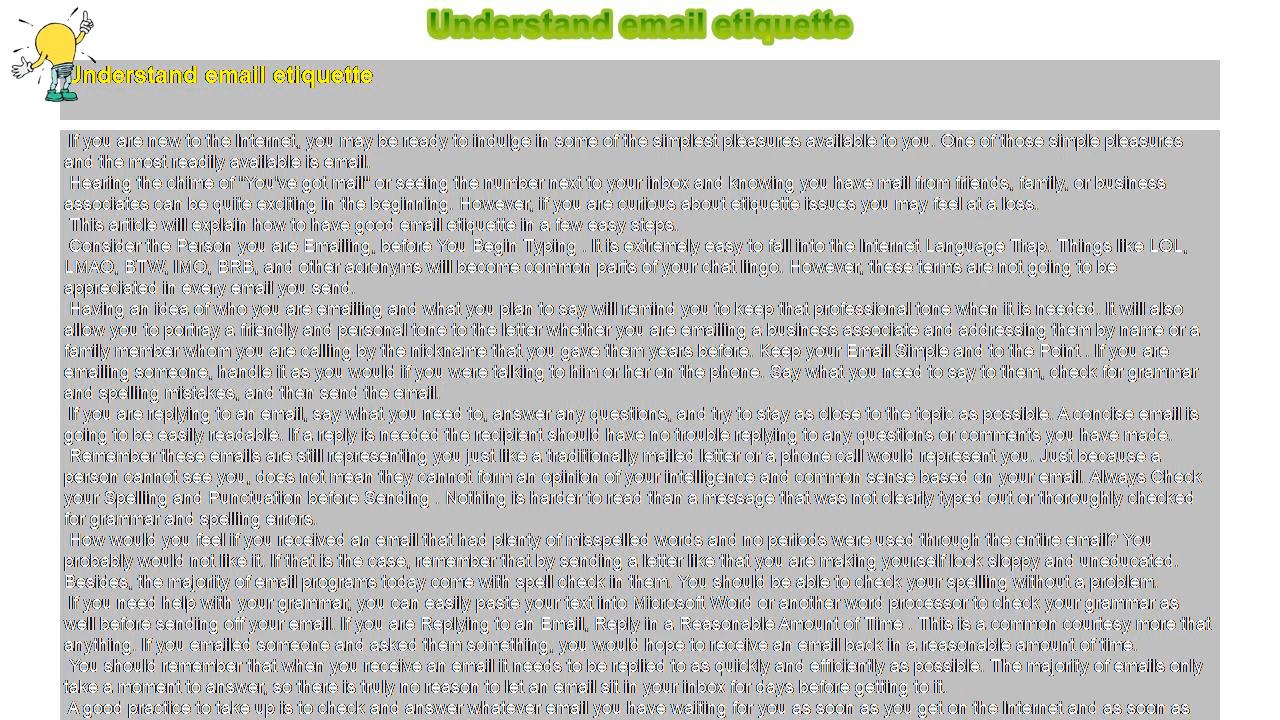 Understand email etiquette
Understand email etiquette
If you are new to the Internet, you may be ready to indulge in some of the simplest pleasures available to you. One of those simple pleasures
and the most readily available is email.
Hearing the chime of "You've got mail" or seeing the number next to your inbox and knowing you have mail from friends, family, or business
associates can be quite exciting in the beginning. However, if you are curious about etiquette issues you may feel at a loss.
This article will explain how to have good email etiquette in a few easy steps.
Consider the Person you are Emailing, before You Begin Typing . It is extremely easy to fall into the Internet Language Trap. Things like LOL,
LMAO, BTW, IMO, BRB, and other acronyms will become common parts of your chat lingo. However, these terms are not going to be
appreciated in every email you send.
Having an idea of who you are emailing and what you plan to say will remind you to keep that professional tone when it is needed. It will also
allow you to portray a friendly and personal tone to the letter whether you are emailing a business associate and addressing them by name or a
family member whom you are calling by the nickname that you gave them years before. Keep your Email Simple and to the Point . If you are
emailing someone, handle it as you would if you were talking to him or her on the phone. Say what you need to say to them, check for grammar
and spelling mistakes, and then send the email.
If you are replying to an email, say what you need to, answer any questions, and try to stay as close to the topic as possible. A concise email is
going to be easily readable. If a reply is needed the recipient should have no trouble replying to any questions or comments you have made.
Remember these emails are still representing you just like a traditionally mailed letter or a phone call would represent you. Just because a
person cannot see you, does not mean they cannot form an opinion of your intelligence and common sense based on your email. Always Check
your Spelling and Punctuation before Sending . Nothing is harder to read than a message that was not clearly typed out or thoroughly checked
for grammar and spelling errors.
How would you feel if you received an email that had plenty of misspelled words and no periods were used through the entire email? You
probably would not like it. If that is the case, remember that by sending a letter like that you are making yourself look sloppy and uneducated.
Besides, the majority of email programs today come with spell check in them. You should be able to check your spelling without a problem.
If you need help with your grammar, you can easily paste your text into Microsoft Word or another word processor to check your grammar as
well before sending off your email. If you are Replying to an Email, Reply in a Reasonable Amount of Time . This is a common courtesy more that
anything. If you emailed someone and asked them something, you would hope to receive an email back in a reasonable amount of time.
You should remember that when you receive an email it needs to be replied to as quickly and efficiently as possible. The majority of emails only
take a moment to answer, so there is truly no reason to let an email sit in your inbox for days before getting to it.
A good practice to take up is to check and answer whatever email you have waiting for you as soon as you get on the Internet and as soon as